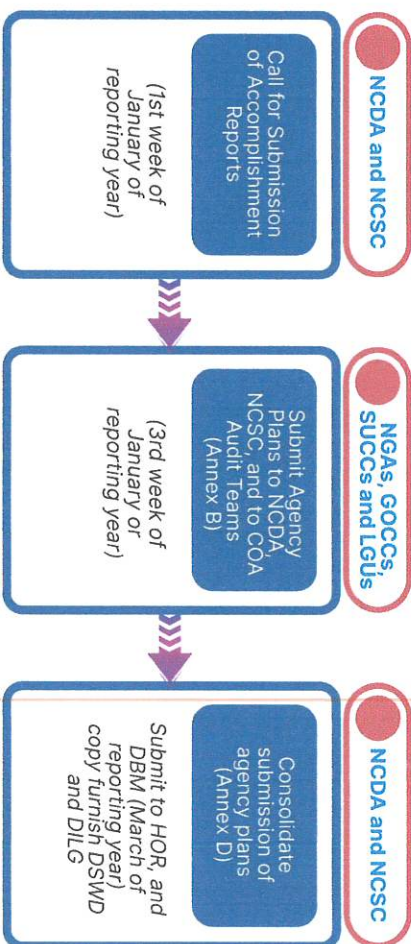 NCDA and NCSC
Call for Submission
of Accomplishment
Reports
(1st week of
January of
reporting year)
NGAs, GOCCs,
SUCCs and LGUs
Submit Agency
Plans to NCDA,
NCSC, and to COA
Audit Teams
(Annex B)
(3rd week of
January or
reporting year)
NCDA and NCSC
Consolidate
submission of
agency plans
(Annex D)
Submit to HOR, and
DBM (March of
reporting year)
copy furnish DSWD
and DILG